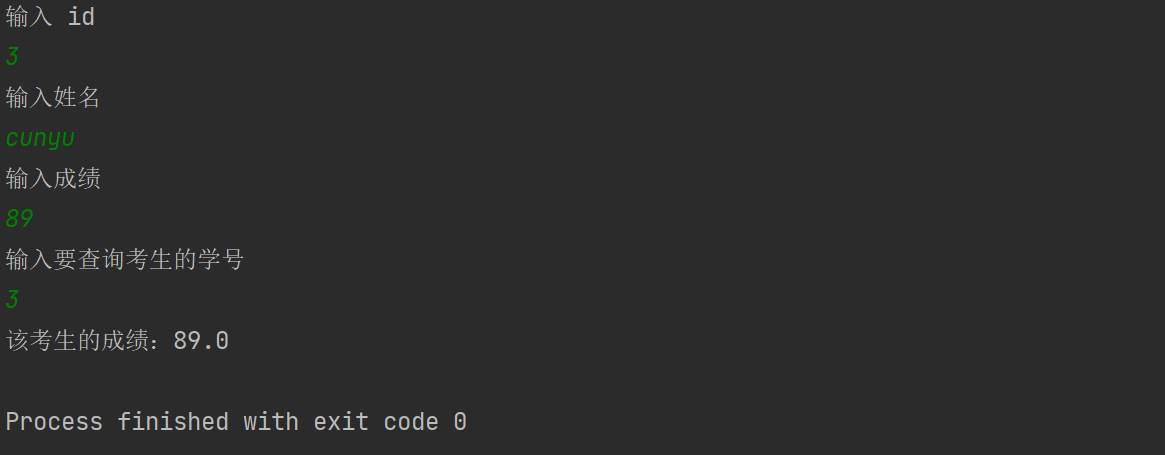 输入 id
3
输入姓名
cunyu
输入成绩
89
输入要查询考生的学号
3
该考生的成绩：89.0
Process finished with exit code 0